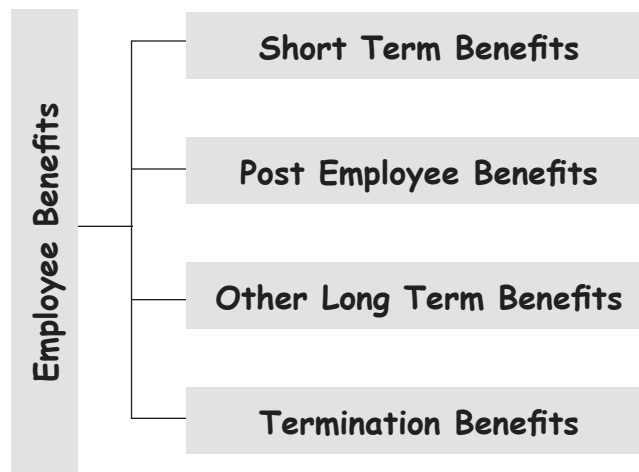 Employee Benefits
Short Term Benefits
Post Employee Benefits
Other Long Term Benefits
Termination Benefits